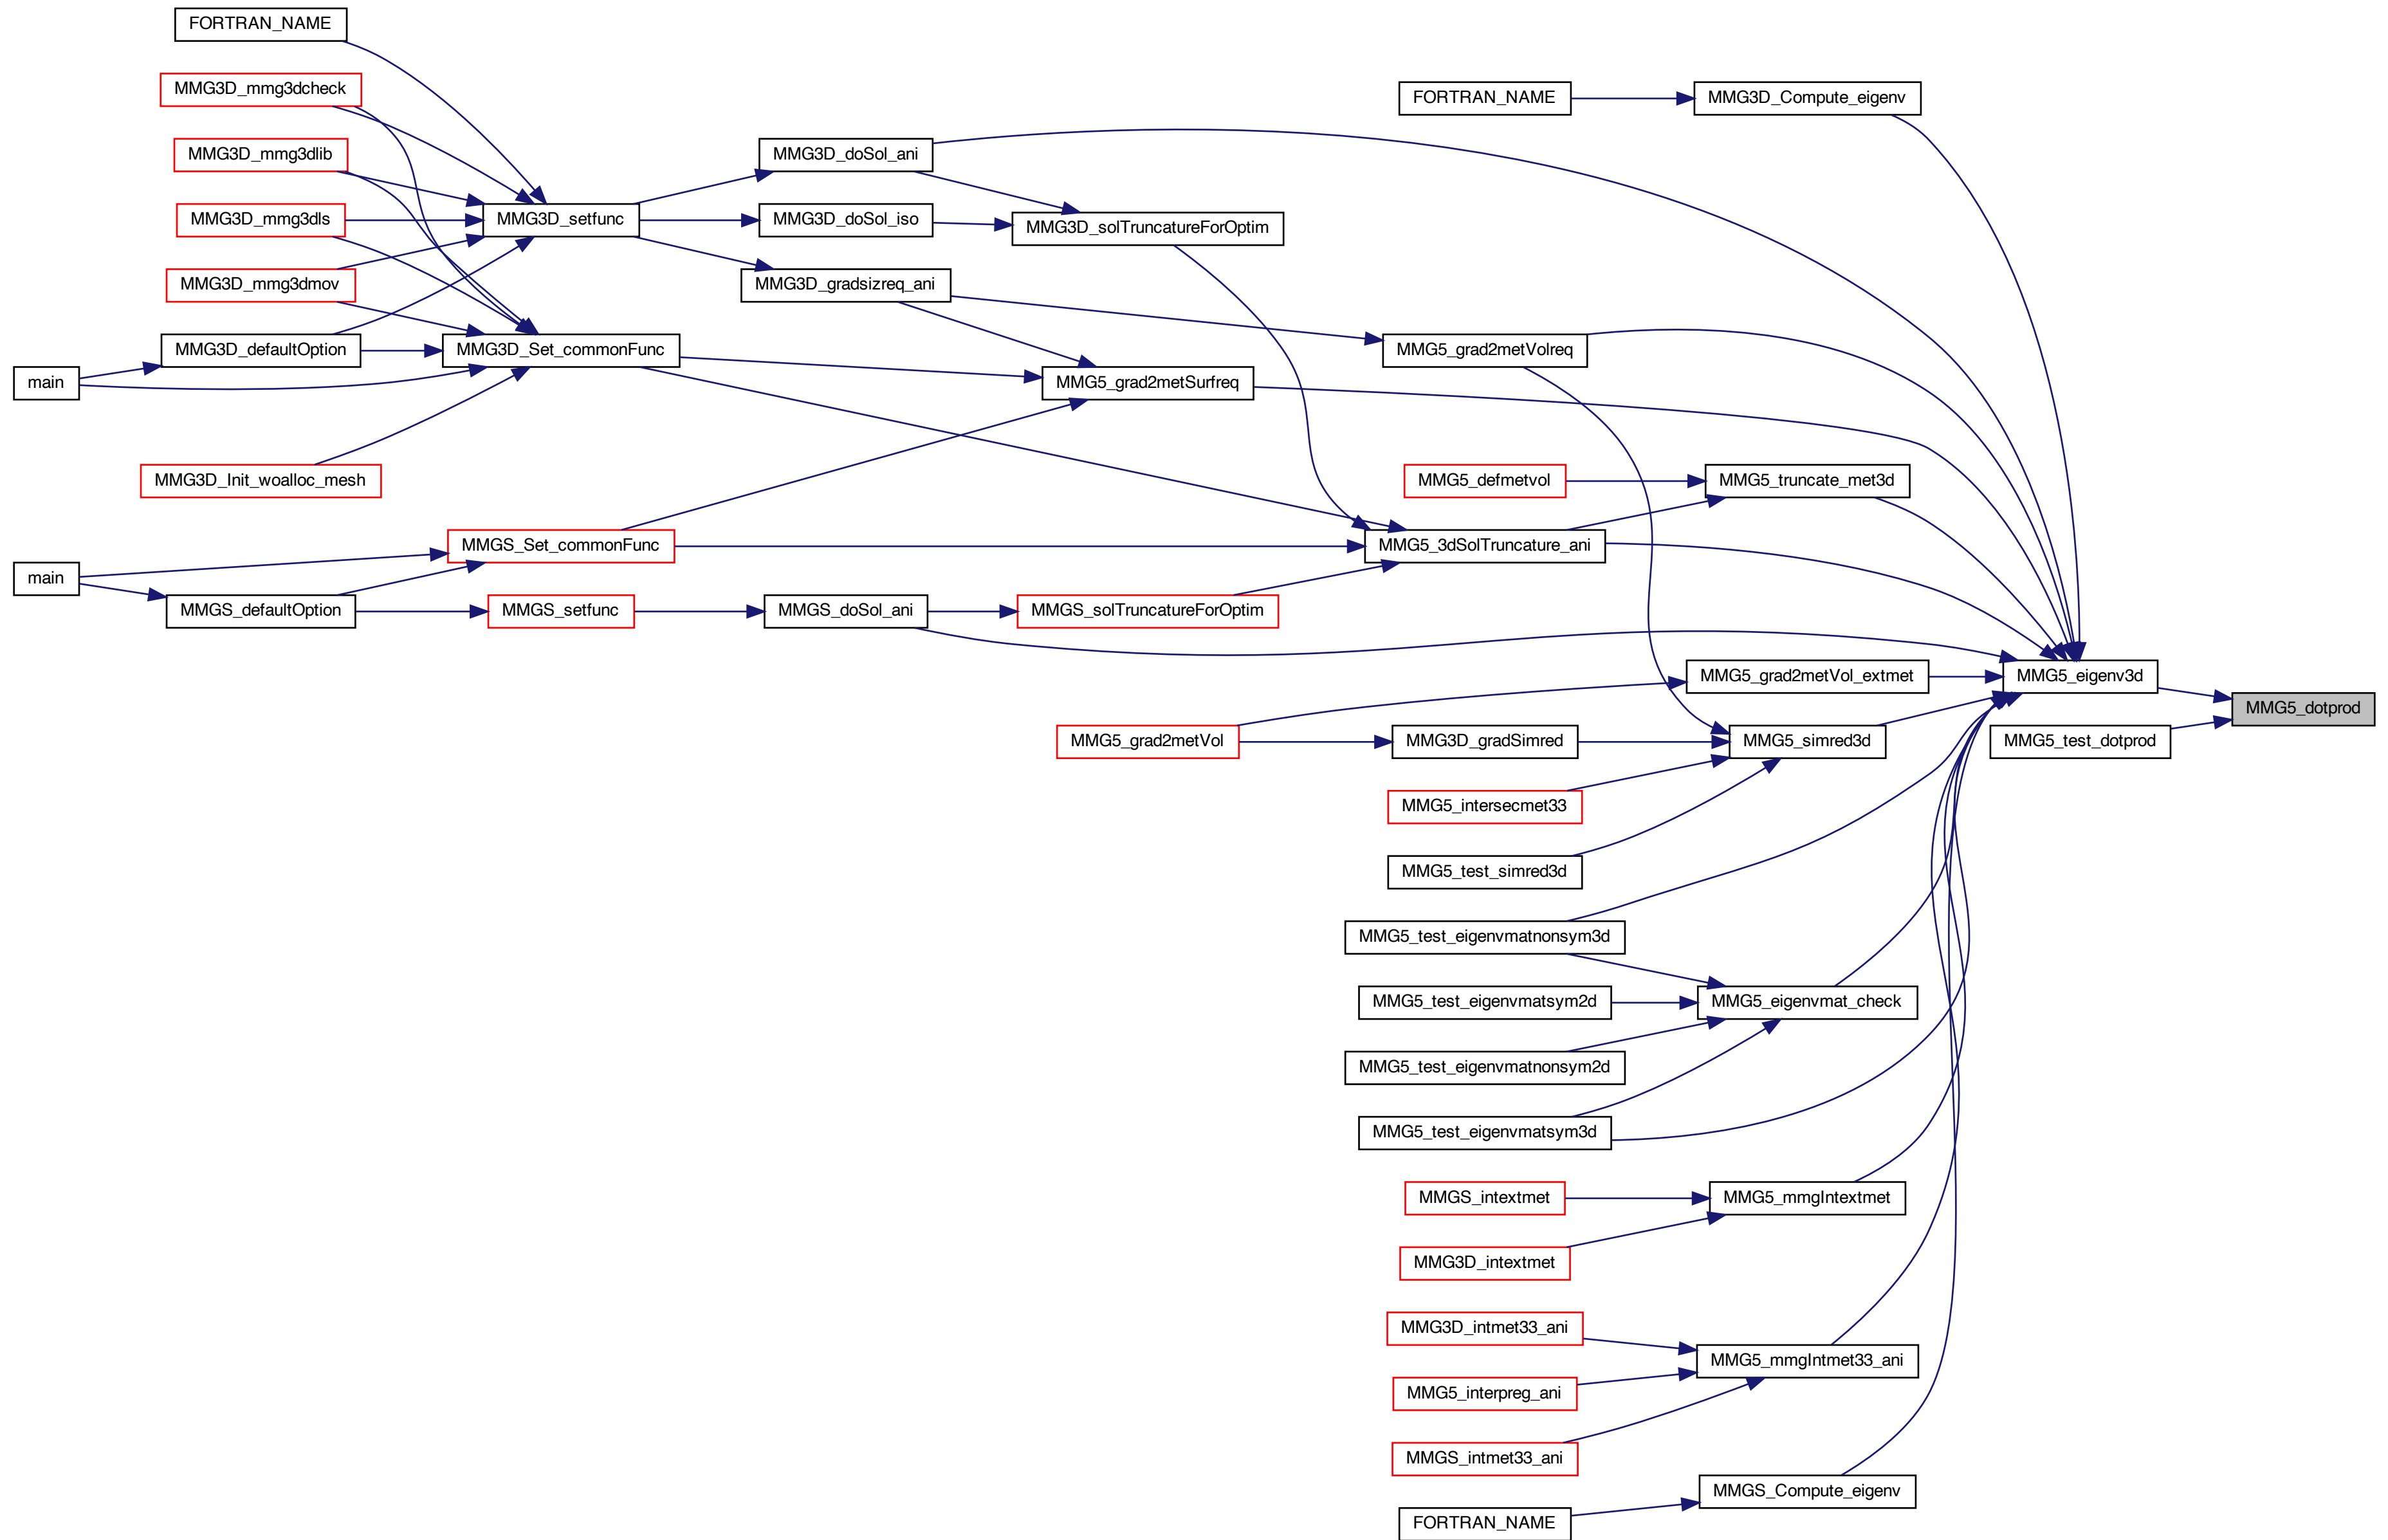 FORTRAN_NAME
MMG3D_mmg3dcheck
FORTRAN_NAME
MMG3D_Compute_eigenv
MMG3D_mmg3dlib
MMG3D_doSol_ani
MMG3D_mmg3dls
MMG3D_setfunc
MMG3D_doSol_iso
MMG3D_solTruncatureForOptim
MMG3D_mmg3dmov
MMG3D_gradsizreq_ani
MMG3D_defaultOption
MMG3D_Set_commonFunc
MMG5_grad2metVolreq
main
MMG5_grad2metSurfreq
MMG3D_Init_woalloc_mesh
MMG5_defmetvol
MMG5_truncate_met3d
MMGS_Set_commonFunc
MMG5_3dSolTruncature_ani
main
MMGS_defaultOption
MMGS_setfunc
MMGS_doSol_ani
MMGS_solTruncatureForOptim
MMG5_grad2metVol_extmet
MMG5_eigenv3d
MMG5_dotprod
MMG5_grad2metVol
MMG3D_gradSimred
MMG5_simred3d
MMG5_test_dotprod
MMG5_intersecmet33
MMG5_test_simred3d
MMG5_test_eigenvmatnonsym3d
MMG5_test_eigenvmatsym2d
MMG5_eigenvmat_check
MMG5_test_eigenvmatnonsym2d
MMG5_test_eigenvmatsym3d
MMGS_intextmet
MMG5_mmgIntextmet
MMG3D_intextmet
MMG3D_intmet33_ani
MMG5_mmgIntmet33_ani
MMG5_interpreg_ani
MMGS_intmet33_ani
MMGS_Compute_eigenv
FORTRAN_NAME